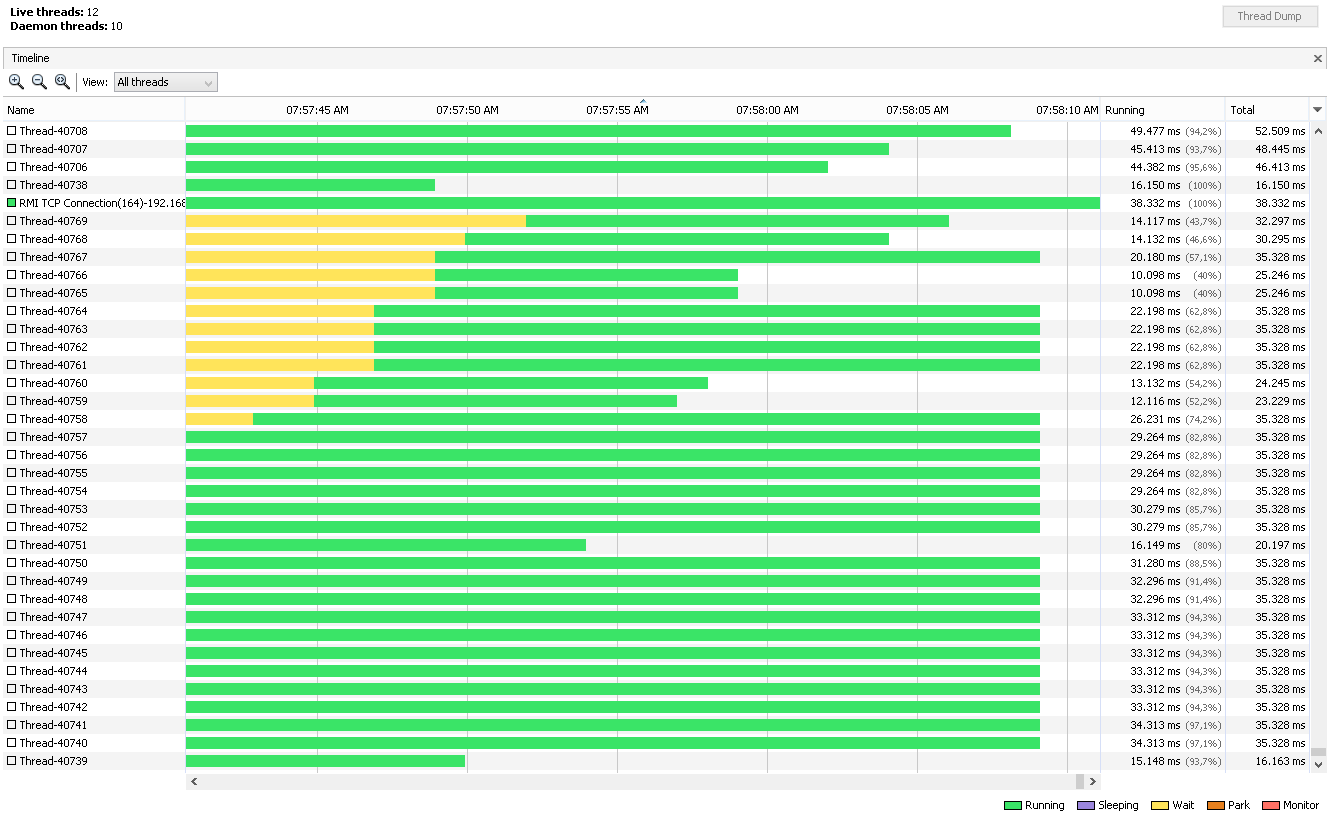 Live threads: 12
Daemon threads: 10
Thread Dump
Timeline
View: All threads
Name 07:57:45 AM 07:57:50 AM 07:57:55 AM 07:58:00 AM 07:58:05 AM 07:58:10 AM Running Total
Thread-40708 49.477 ms (94,2%) 52.509 ms
Thread-40707 45.413 ms (93,7%) 48.445 ms
Thread-40706 44.382 ms (95,6%) 46.413 ms
Thread-40738 16.150 ms (100%) 16.150 ms
RMI TCP Connection(164)-192.168 38.332 ms (100%) 38.332 ms
Thread-40769 14.117 ms (43,7%) 32.297 ms
Thread-40768 14.132 ms (46,6%) 30.295 ms
Thread-40767 20.180 ms (57,1%) 35.328 ms
Thread-40766 10.098 ms (40%) 25.246 ms
Thread-40765 10.098 ms (40%) 25.246 ms
Thread-40764 22.198 ms (62,8%) 35.328 ms
Thread-40763 22.198 ms (62,8%) 35.328 ms
Thread-40762 22.198 ms (62,8%) 35.328 ms
Thread-40761 22.198 ms (62,8%) 35.328 ms
Thread-40760 13.132 ms (54,2%) 24.245 ms
Thread-40759 12.116 ms (52,2%) 23.229 ms
Thread-40758 26.231 ms (74,2%) 35.328 ms
Thread-40757 29.264 ms (82,8%) 35.328 ms
Thread-40756 29.264 ms (82,8%) 35.328 ms
Thread-40755 29.264 ms (82,8%) 35.328 ms
Thread-40754 29.264 ms (82,8%) 35.328 ms
Thread-40753 30.279 ms (85,7%) 35.328 ms
Thread-40752 30.279 ms (85,7%) 35.328 ms
Thread-40751 16.149 ms (80%) 20.197 ms
Thread-40750 31.280 ms (88,5%) 35.328 ms
Thread-40749 32.296 ms (91,4%) 35.328 ms
Thread-40748 32.296 ms (91,4%) 35.328 ms
Thread-40747 33.312 ms (94,3%) 35.328 ms
Thread-40746 33.312 ms (94,3%) 35.328 ms
Thread-40745 33.312 ms (94,3%) 35.328 ms
Thread-40744 33.312 ms (94,3%) 35.328 ms
Thread-40743 33.312 ms (94,3%) 35.328 ms
Thread-40742 33.312 ms (94,3%) 35.328 ms
Thread-40741 34.313 ms (97,1%) 35.328 ms
Thread-40740 34.313 ms (97,1%) 35.328 ms
Thread-40739 15.148 ms (93,7%) 16.163 ms
Running Sleeping Wait Park Monitor